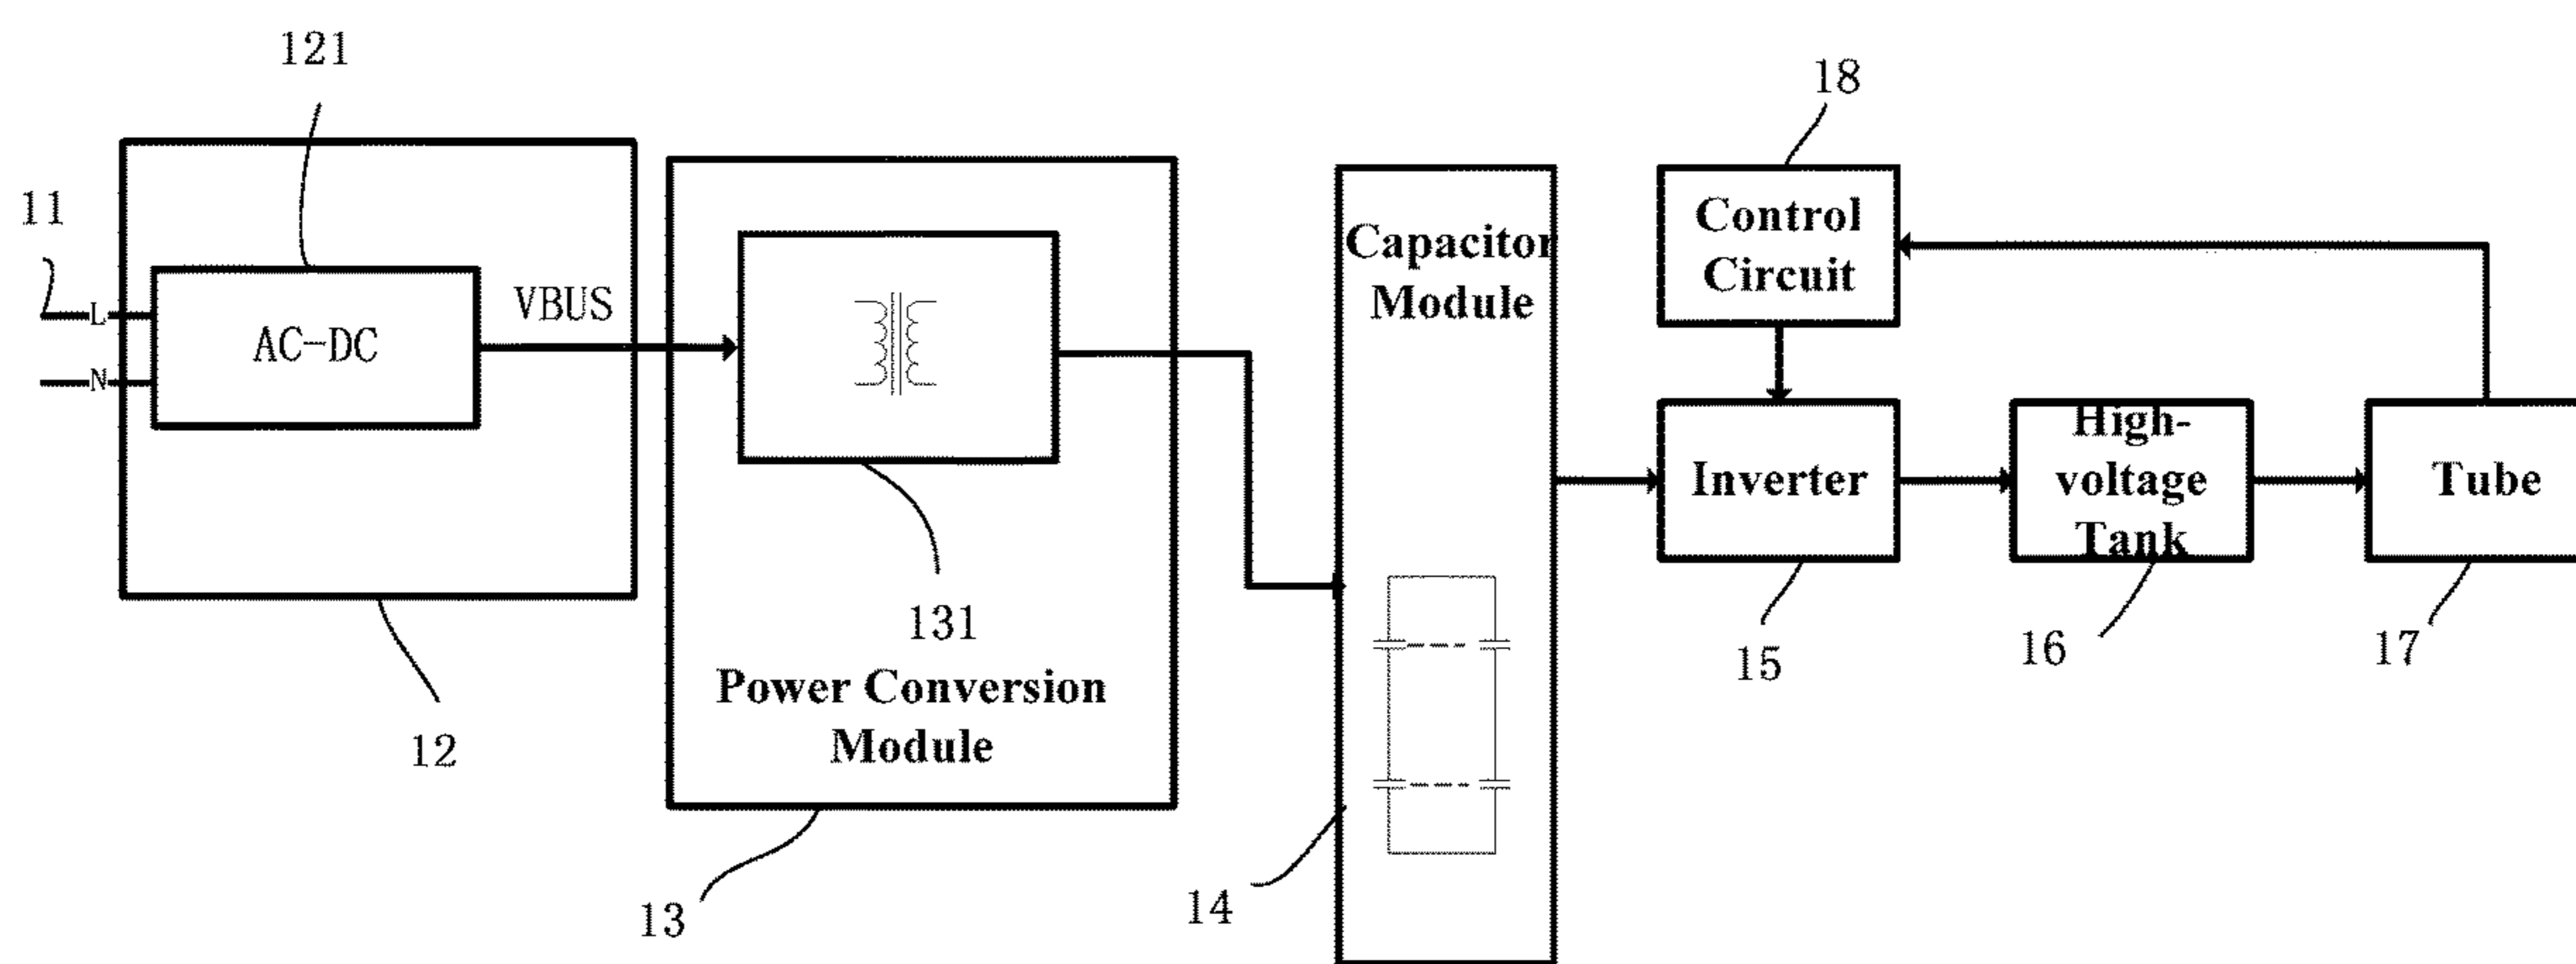 121
18
11
L
N
AC-DC
VBUS
131
Power Conversion
Module
12
13
Capacitor
Module
14
Control
Circuit
Inverter
15
High-
voltage
Tank
16
Tube
17